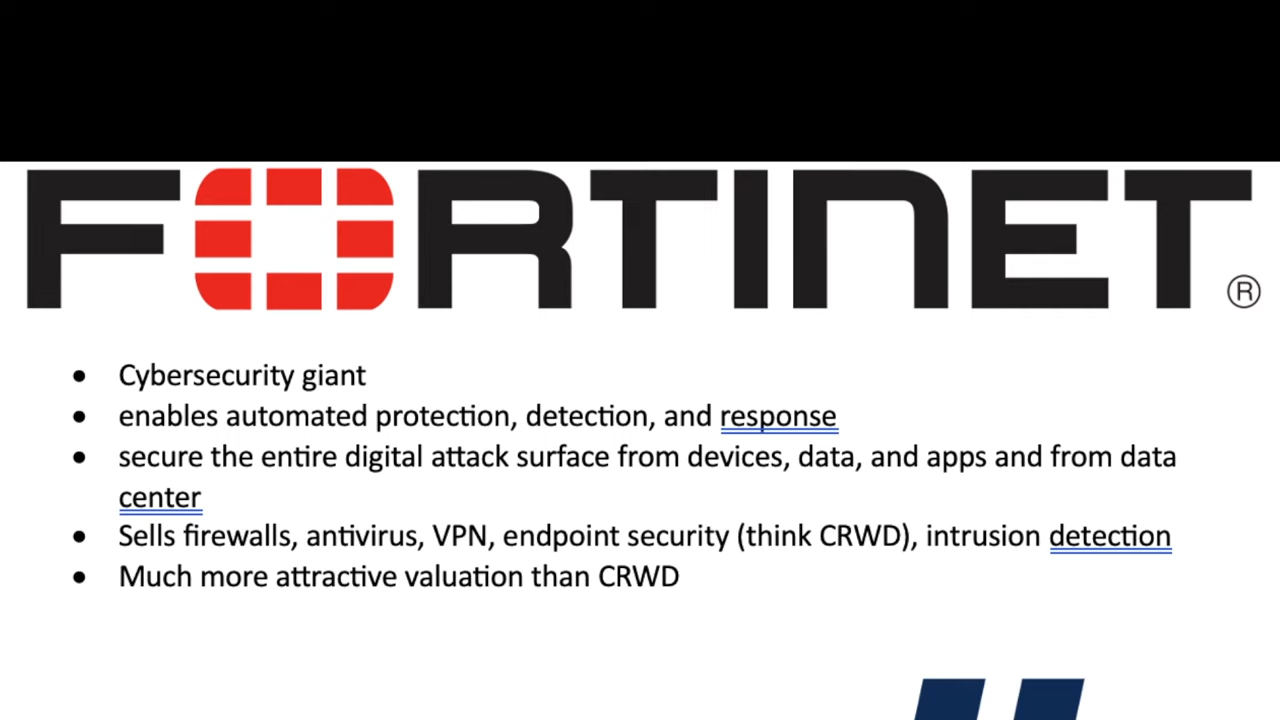 FORTINET®
• Cybersecurity giant
• enables automated protection, detection, and response
• secure the entire digital attack surface from devices, data, and apps and from data
center
• Sells firewalls, antivirus, VPN, endpoint security (think CRWD), intrusion detection
• Much more attractive valuation than CRWD